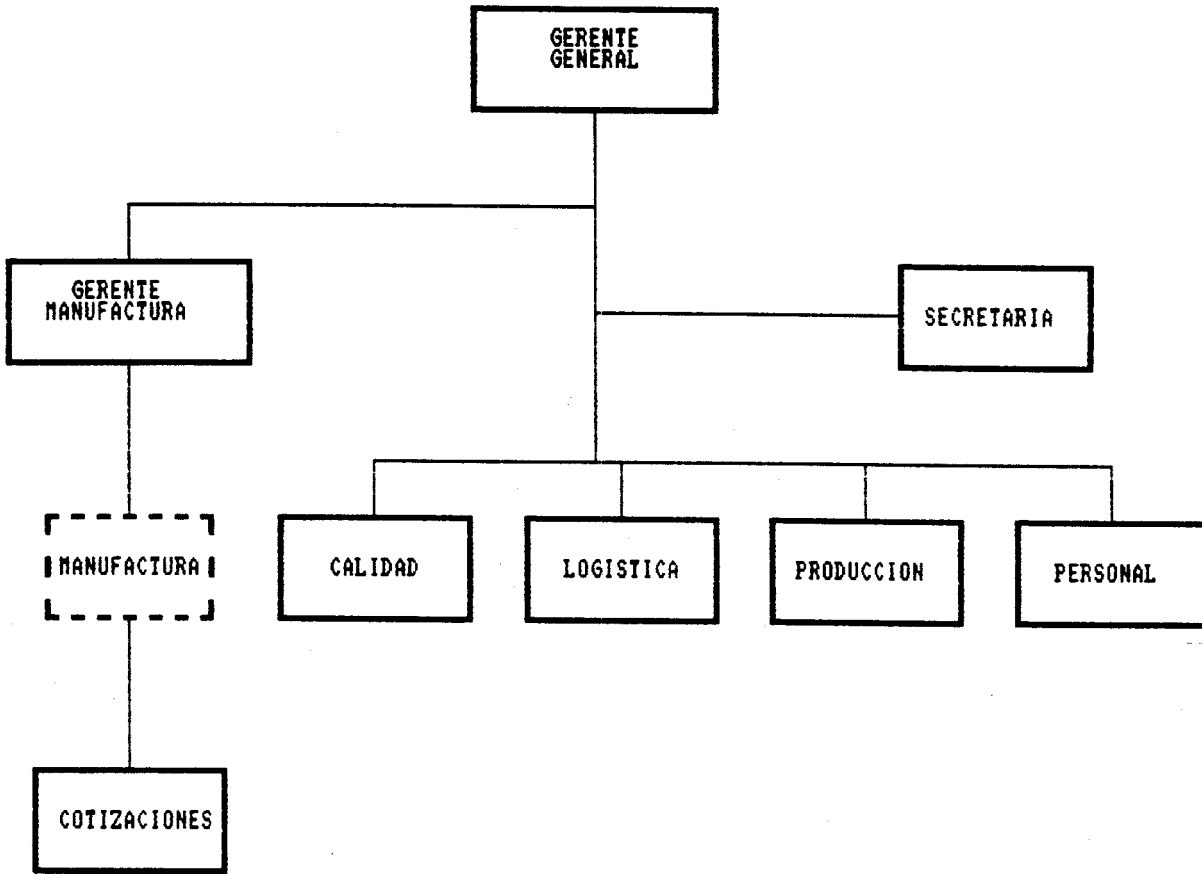 GERENTE
GENERAL
GERENTE
MANUFACTURA
SECRETARIA
MANUFACTURA
CALIDAD
LOGISTICA
PRODUCCION
PERSONAL
COTIZACIONES